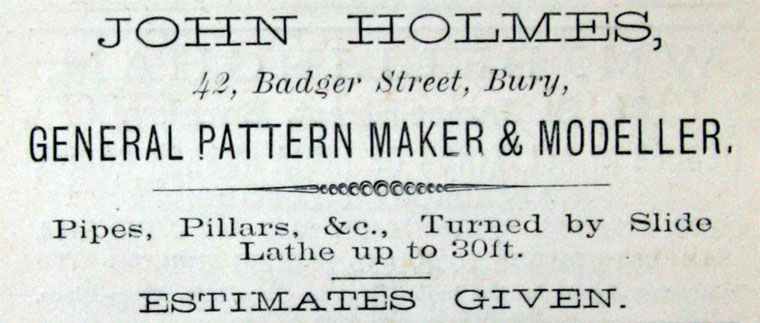 JOHN HOLMES,
42, Badger Street, Bury,
GENERAL PATTERN MAKER & MODELLER.
Pipes, Pillars, &c., Turned by Slide
Lathe up to 30ft.
ESTIMATES GIVEN.